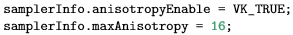 samplerInfo.anisotropyEnable = VK_TRUE;
samplerInfo.maxAnisotropy = 16;